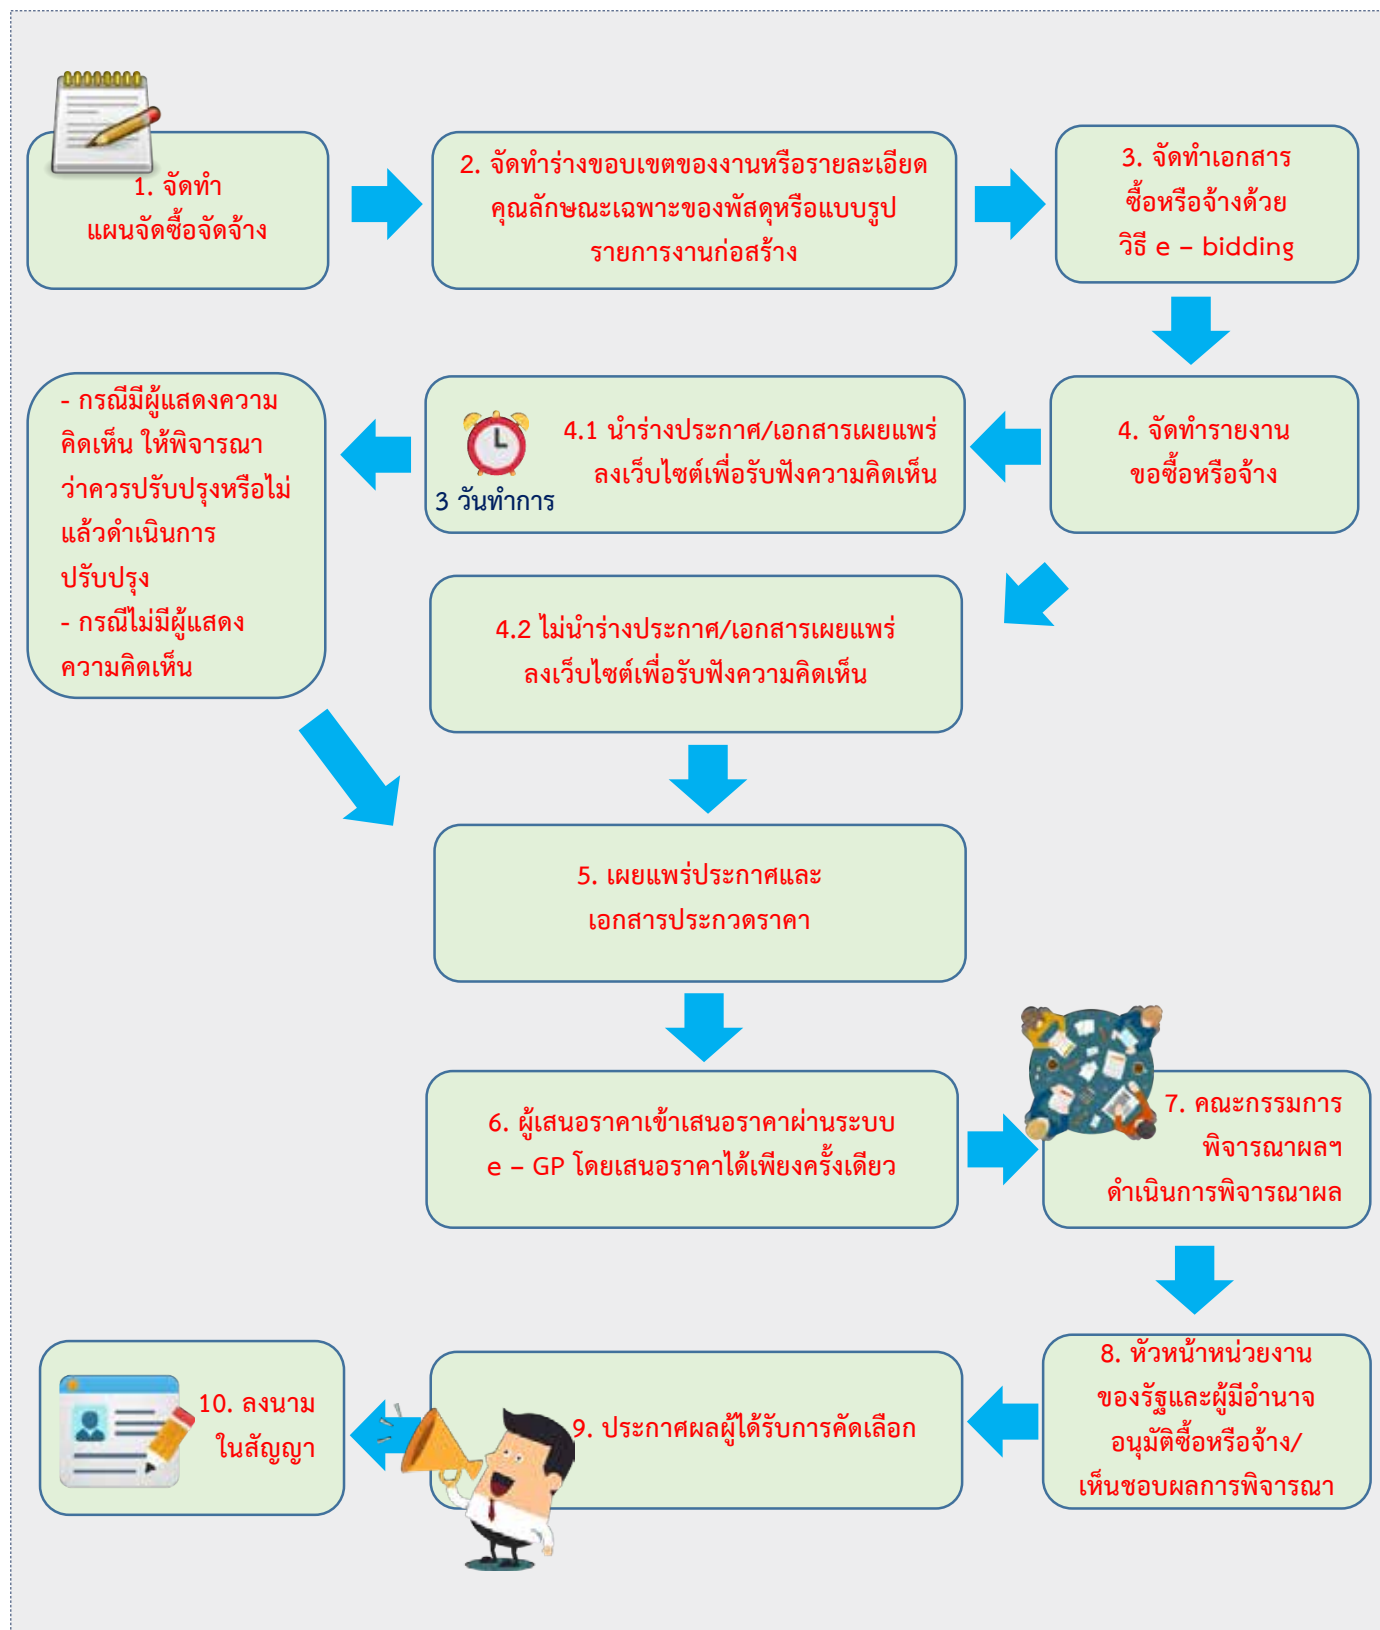 1. จัดทำ
แผนจัดซื้อจัดจ้าง
2. จัดทำร่างขอบเขตของงานหรือรายละเอียด
คุณลักษณะเฉพาะของพัสดุหรือแบบรูป
รายการงานก่อสร้าง
3. จัดทำเอกสาร
ซื้อหรือจ้างด้วย
วิธี e – bidding
4. จัดทำรายงาน
ขอซื้อหรือจ้าง
4.1 นำร่างประกาศ/เอกสารเผยแพร่
ลงเว็บไซต์เพื่อรับฟังความคิดเห็น
3 วันทำการ
- กรณีมีผู้แสดงความ
คิดเห็น ให้พิจารณา
ว่าควรปรับปรุงหรือไม่
แล้วดำเนินการ
ปรับปรุง
- กรณีไม่มีผู้แสดง
ความคิดเห็น
4.2 ไม่นำร่างประกาศ/เอกสารเผยแพร่
ลงเว็บไซต์เพื่อรับฟังความคิดเห็น
5. เผยแพร่ประกาศและ
เอกสารประกวดราคา
6. ผู้เสนอราคาเข้าเสนอราคาผ่านระบบ
e – GP โดยเสนอราคาได้เพียงครั้งเดียว
7. คณะกรรมการ
พิจารณาผลฯ
ดำเนินการพิจารณาผล
8. หัวหน้าหน่วยงาน
ของรัฐและผู้มีอำนาจ
อนุมัติซื้อหรือจ้าง/
เห็นชอบผลการพิจารณา
9. ประกาศผลผู้ได้รับการคัดเลือก
10. ลงนาม
ในสัญญา